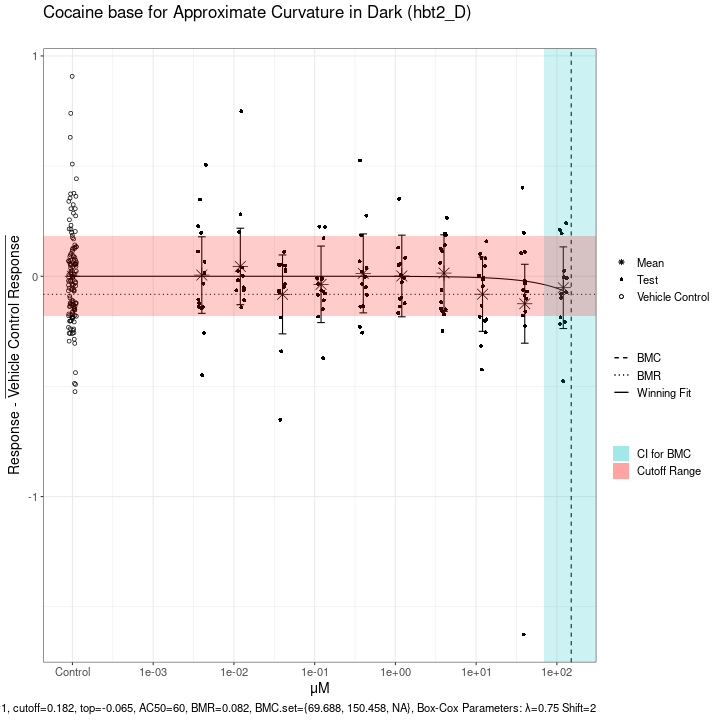 Cocaine base for Approximate Curvature in Dark (hbt2_D)
1
0
-1
Response - Vehicle Control Response
Control
1e-03
1e-02
1e-01
1e+00
1e+01
1e+02
μM
Mean
Test
Vehicle Control
BMC
BMR
Winning Fit
CI for BMC
Cutoff Range
1, cutoff=0.182, top=-0.065, AC50=60, BMR=0.082, BMC.set={69.688, 150.458, NA}, Box-Cox Parameters: λ=0.75 Shift=2